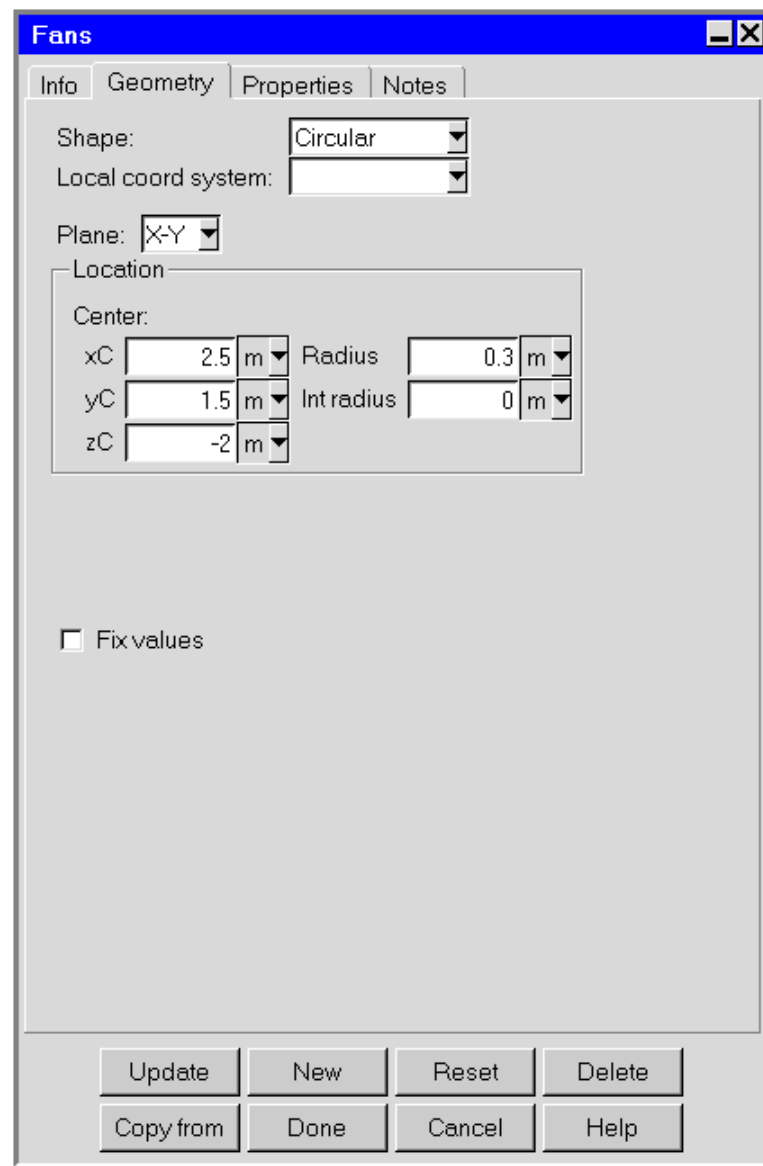 Fans
Info Geometry Properties Notes
Shape: Circular
Local coord system:
Plane: X-Y
Location
Center:
xC 2.5 m Radius 0.3 m
yC 1.5 m Int radius 0 m
zC -2 m
Fix values
Update New Reset Delete
Copy from Done Cancel Help